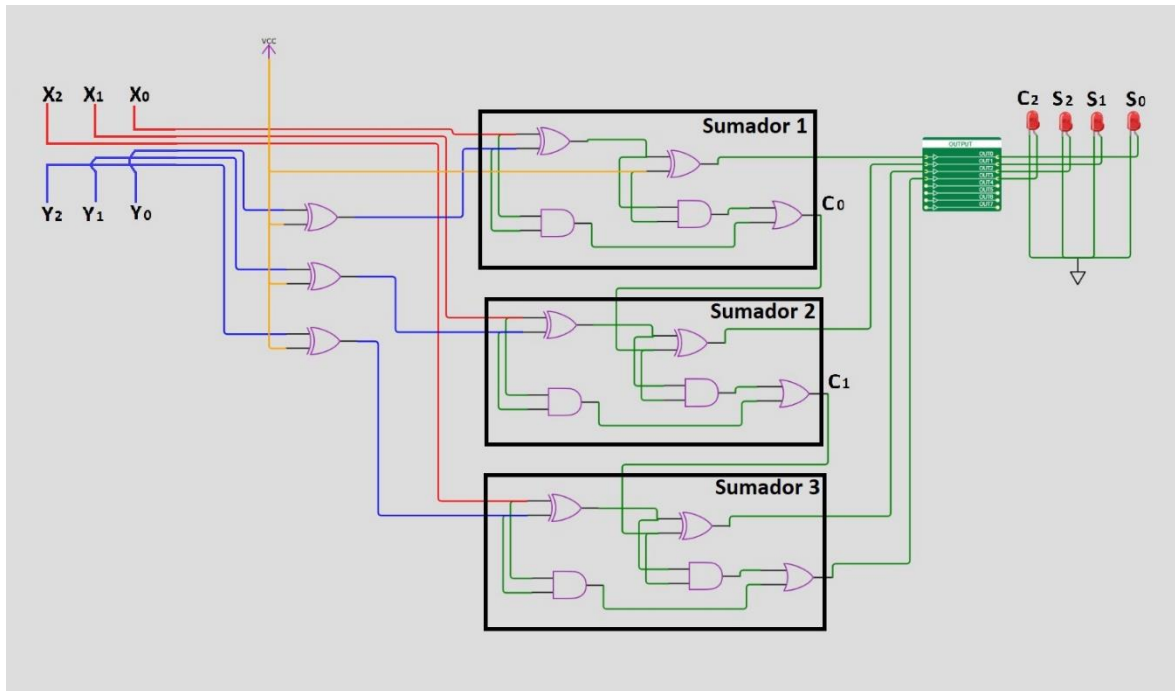 VCC
X2 X1 X0
Y2 Y1 Y0
Sumador 1
C0
Sumador 2
C1
Sumador 3
C2 S2 S1 S0
OUTPUT
OUT0
OUT1
OUT2
OUT3
OUT4
OUT5
OUT6
OUT7